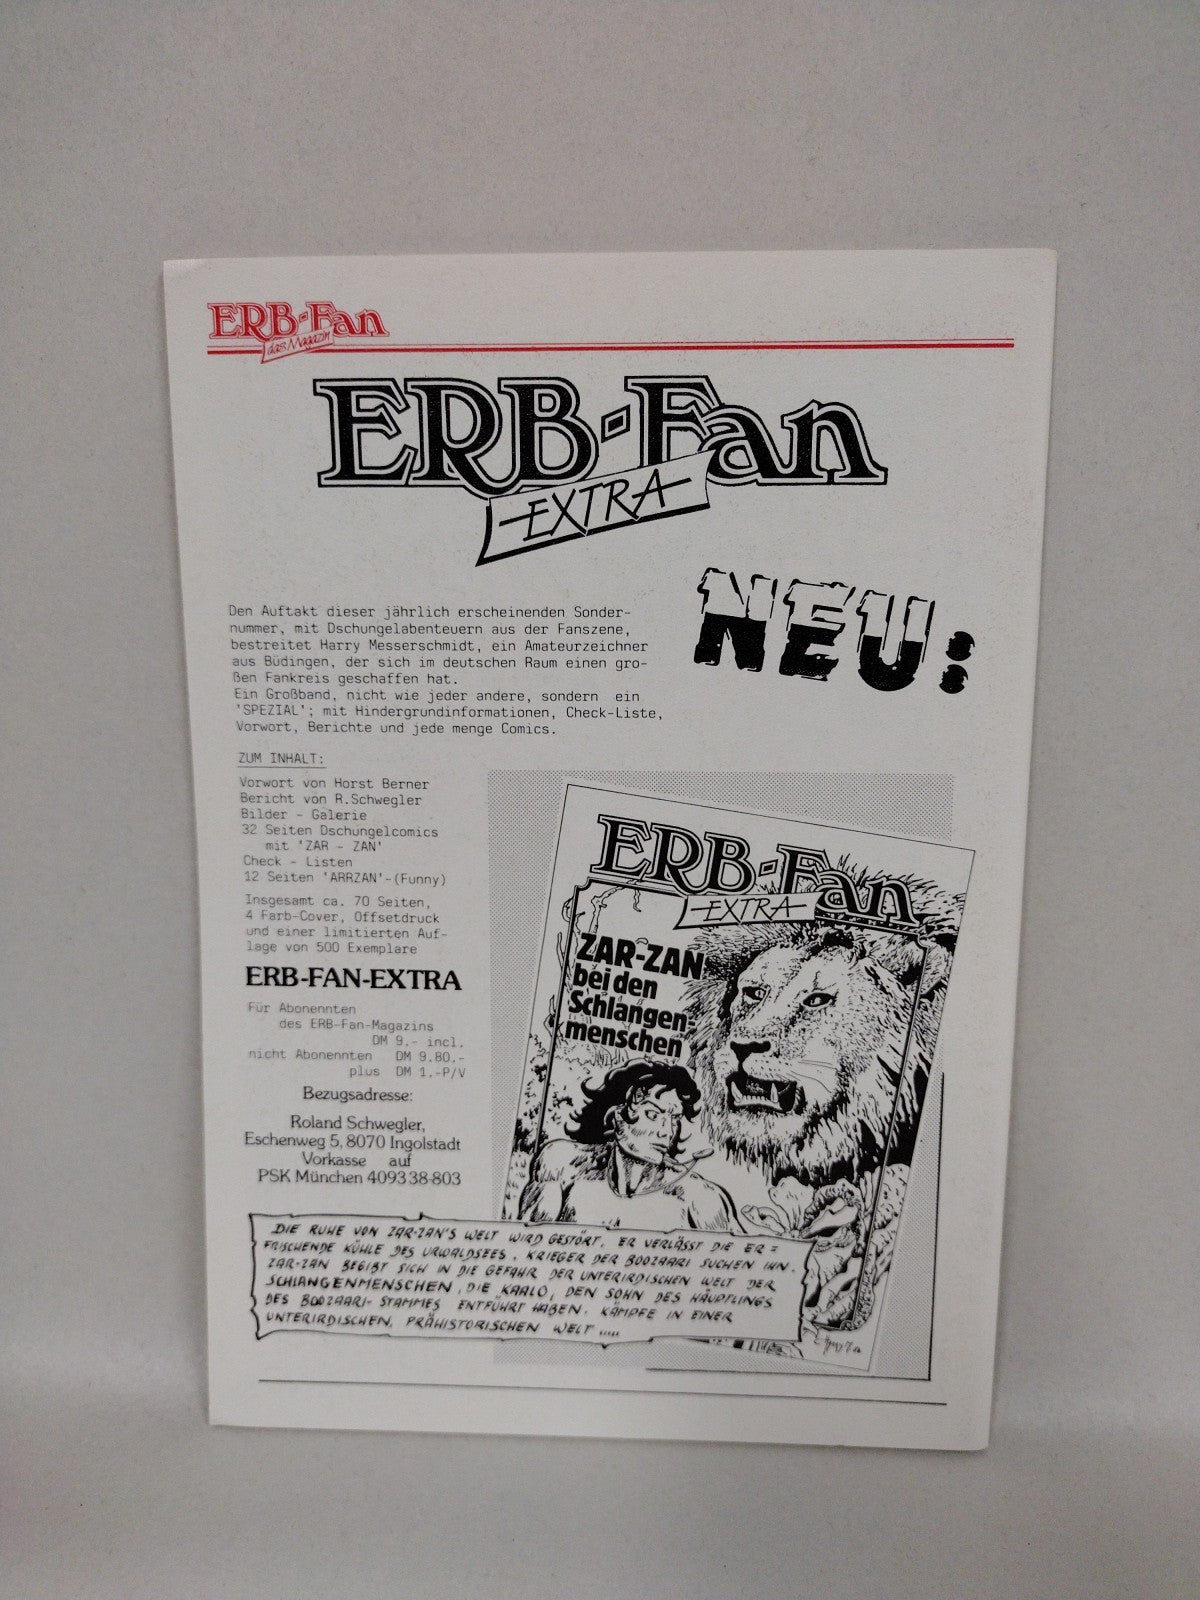 ERB-Fan
das Magazin
ERB-Fan
EXTRA
NEU:
Den Auftakt dieser jährlich erscheinenden Sonder-
nummer, mit Dschungelabenteuern aus der Fanszene,
bestreitet Harry Messerschmidt, ein Amateurzeichner
aus Büdingen, der sich im deutschen Raum einen gro-
ßen Fankreis geschaffen hat.
Ein Großband, nicht wie jeder andere, sondern ein
'SPEZIAL'; mit Hindergrundinformationen, Check-Liste,
Vorwort, Berichte und jede menge Comics.
ZUM INHALT:
Vorwort von Horst Berner
Bericht von R.Schwegler
Bilder - Galerie
32 Seiten Dschungelcomics
mit 'ZAR - ZAN'
Check - Listen
12 Seiten 'ARRZAN'-(Funny)
Insgesamt ca. 70 Seiten,
4 Farb-Cover, Offsetdruck
und einer limitierten Auf-
lage von 500 Exemplare
ERB-FAN-EXTRA
Für Abonennten
des ERB-Fan-Magazins
DM 9.- incl.
nicht Abonennten DM 9.80.-
plus DM 1.-P/V
Bezugsadresse:
Roland Schwegler,
Eschenweg 5, 8070 Ingolstadt
Vorkasse auf
PSK München 4093 38-803
ERB-Fan
EXTRA
ZAR-ZAN
bei den
Schlangen-
menschen
DIE RUHE VON ZAR-ZAN'S WELT WIRD GESTÖRT. ER VERLÄSST DIE ER=
FRISCHENDE KÜHLE DES URWALDSEES. KRIEGER DER BOOZAARI SUCHEN IHN.
ZAR-ZAN BEGIBT SICH IN DIE GEFAHR DER UNTERIRDISCHEN WELT DER
SCHLANGENMENSCHEN, DIE KAALO, DEN SOHN DES HÄUPTLINGS
DES BOOZAARI-STAMMES ENTFÜHRT HABEN. KÄMPFE IN EINER
UNTERIRDISCHEN, PRÄHISTORISCHEN WELT .....